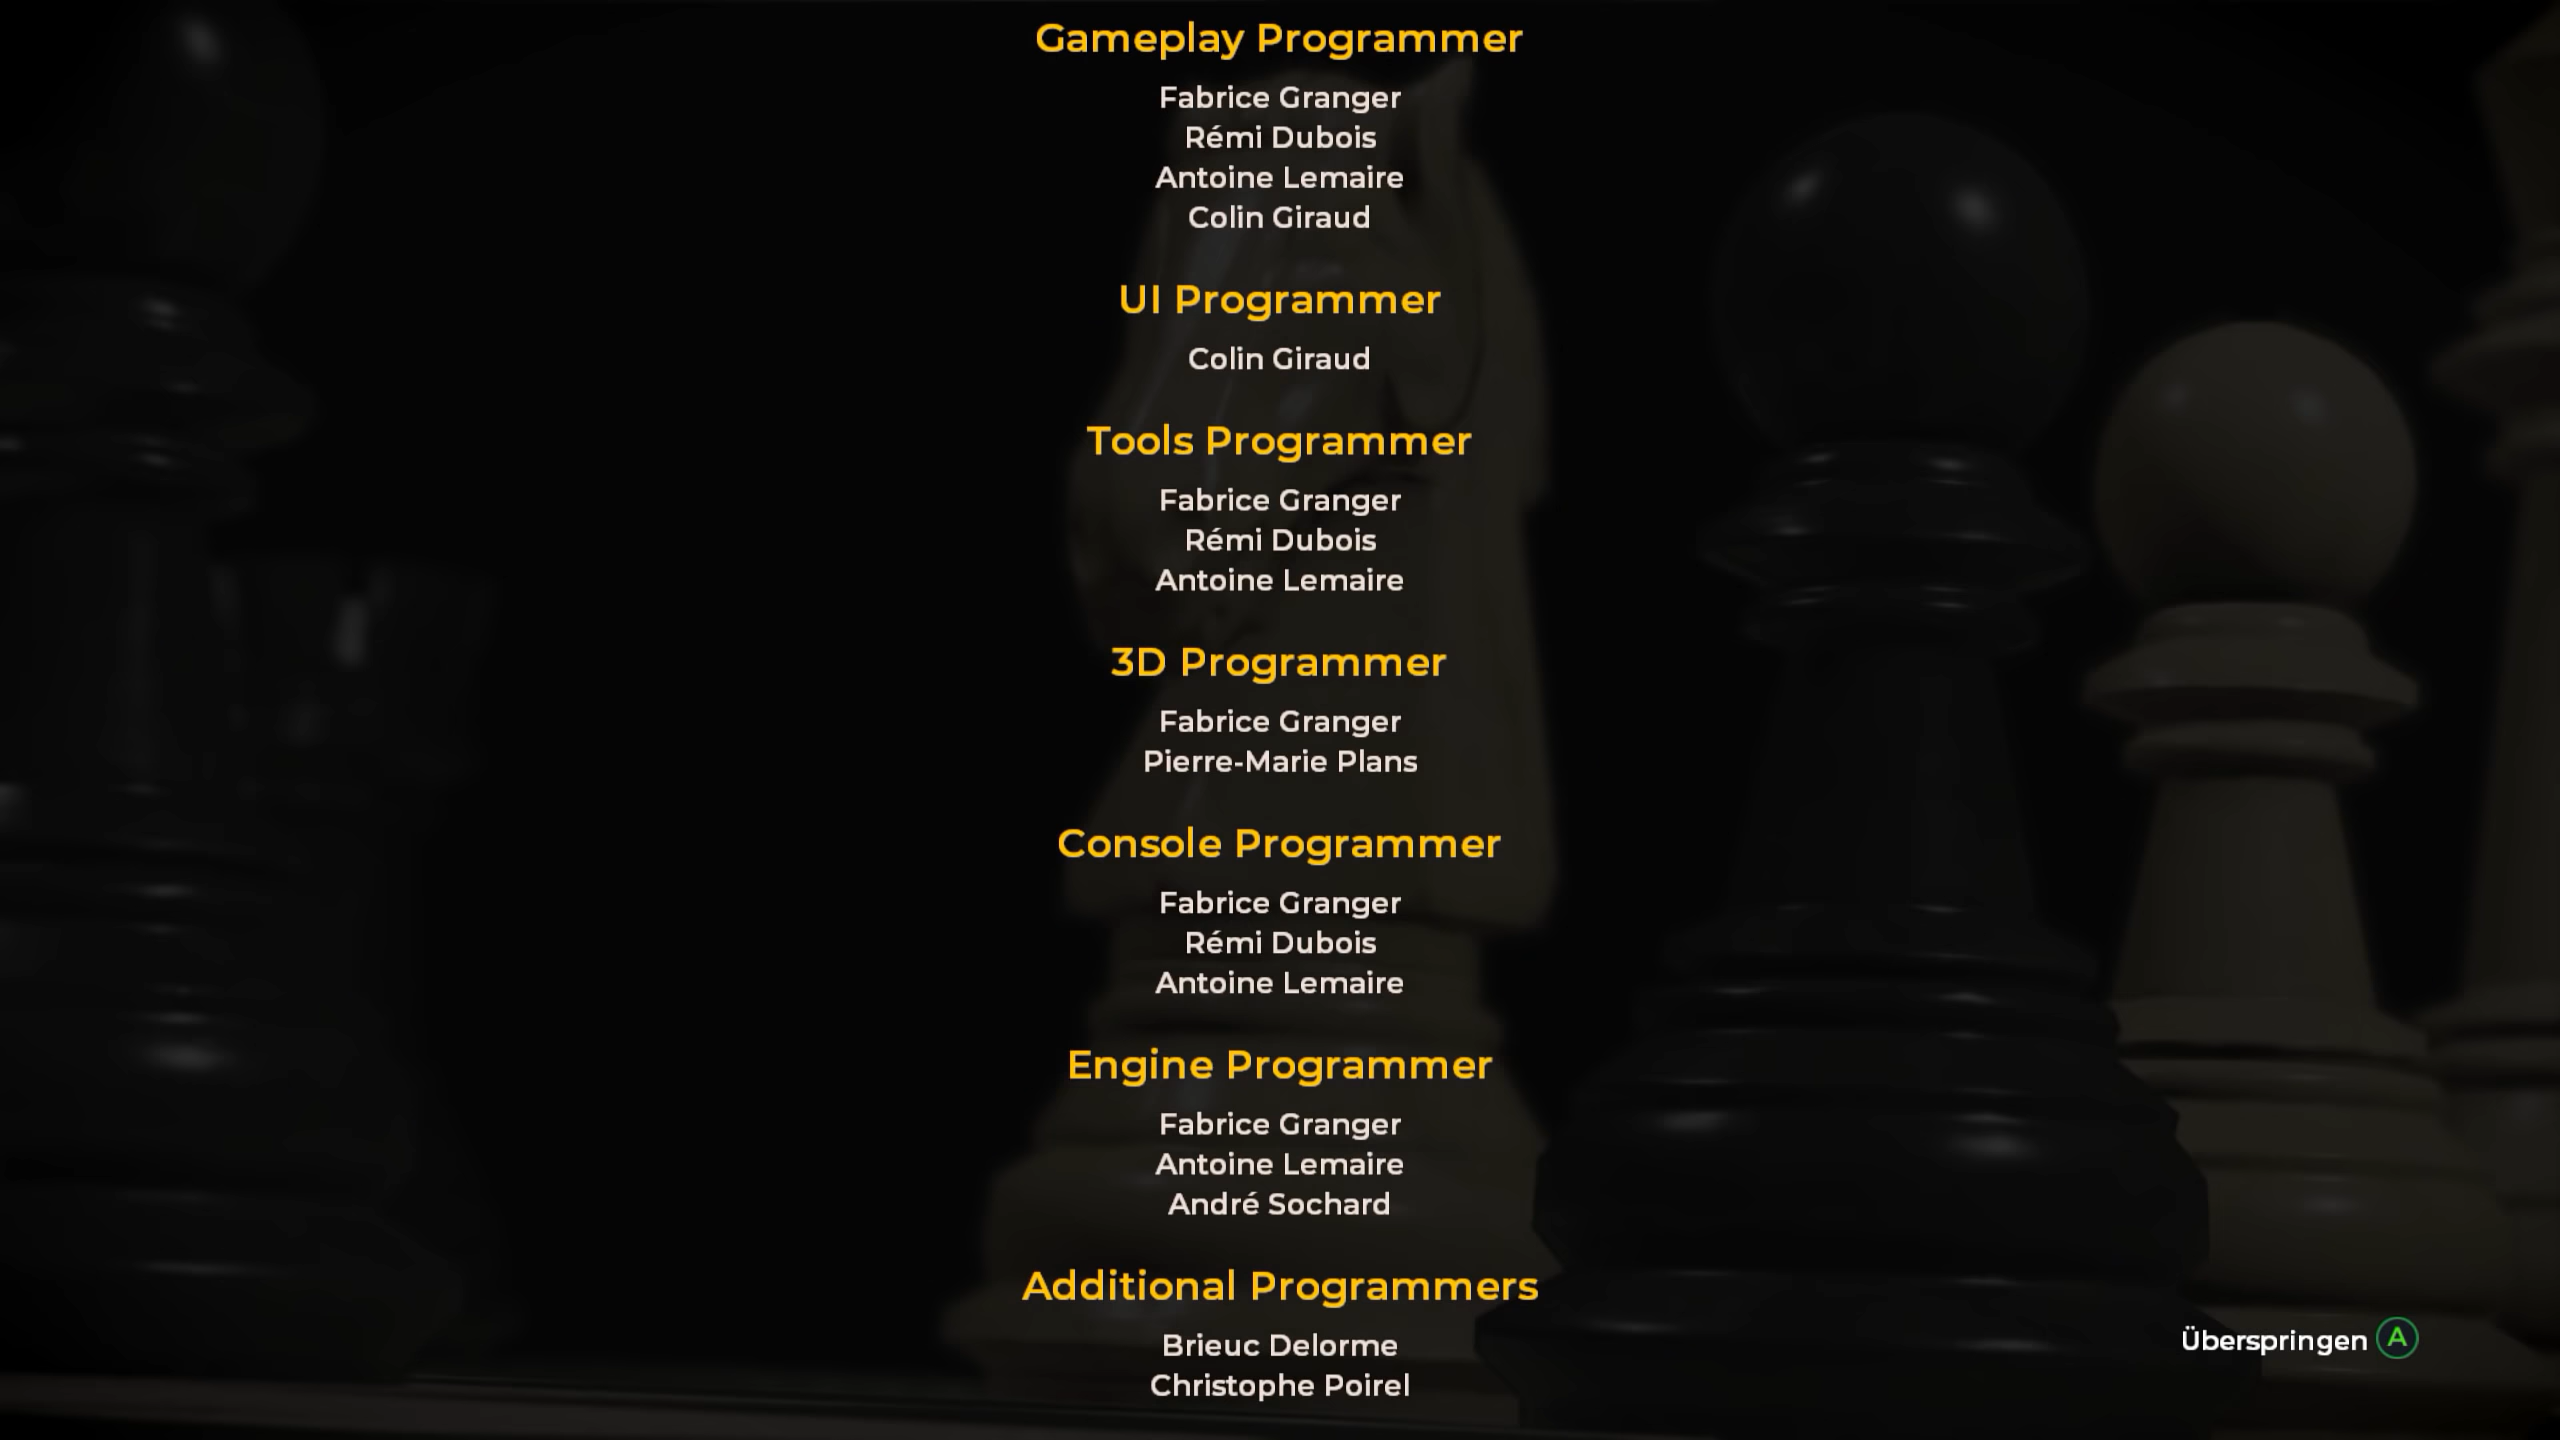 Gameplay Programmer
Fabrice Granger
Rémi Dubois
Antoine Lemaire
Colin Giraud
UI Programmer
Colin Giraud
Tools Programmer
Fabrice Granger
Rémi Dubois
Antoine Lemaire
3D Programmer
Fabrice Granger
Pierre-Marie Plans
Console Programmer
Fabrice Granger
Rémi Dubois
Antoine Lemaire
Engine Programmer
Fabrice Granger
Antoine Lemaire
André Sochard
Additional Programmers
Brieuc Delorme
Christophe Poirel
Überspringen A